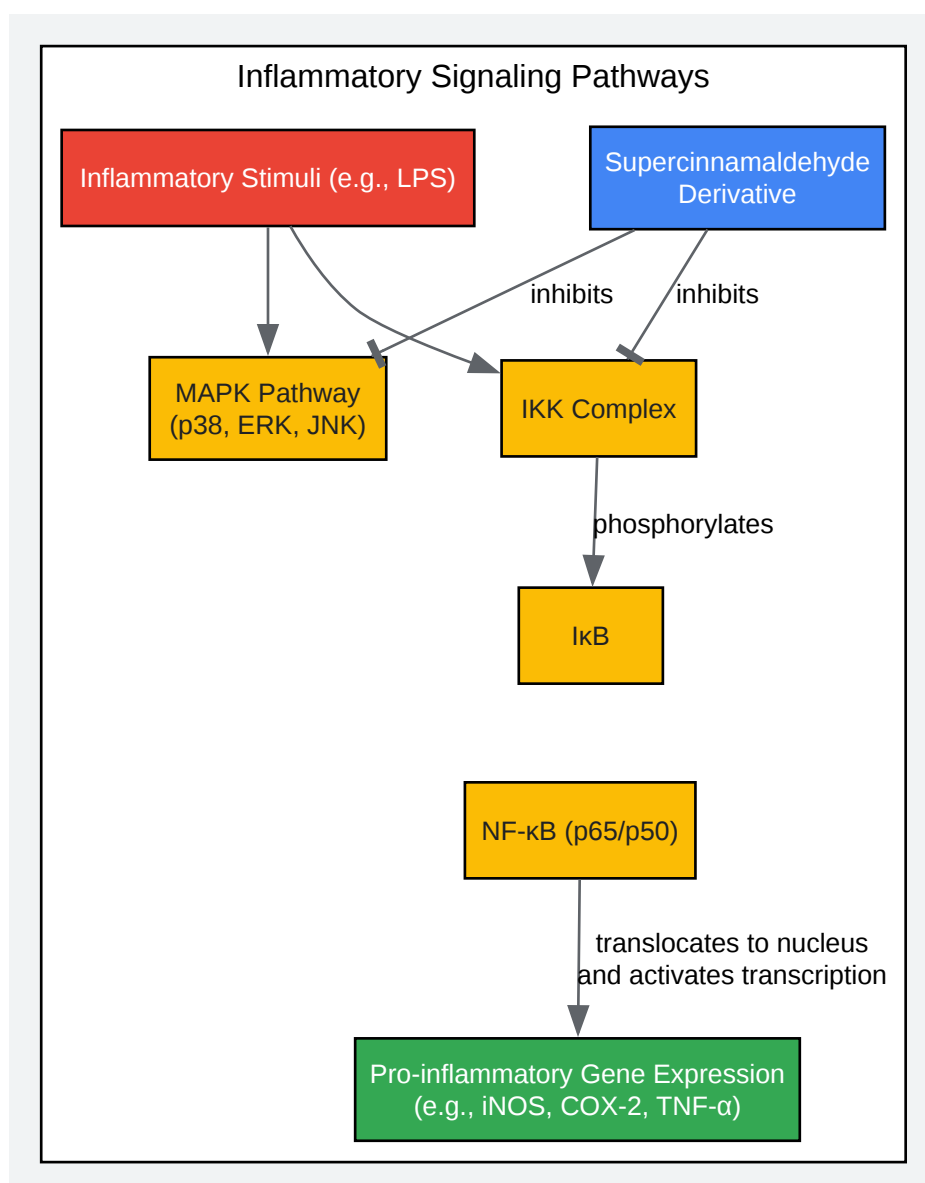 Inflammatory Signaling Pathways
Inflammatory Stimuli (e.g., LPS)
Supercinnamaldehyde
Derivative
inhibits
inhibits
MAPK Pathway
(p38, ERK, JNK)
IKK Complex
phosphorylates
IκB
NF-κB (p65/p50)
translocates to nucleus
and activates transcription
Pro-inflammatory Gene Expression
(e.g., iNOS, COX-2, TNF-α)